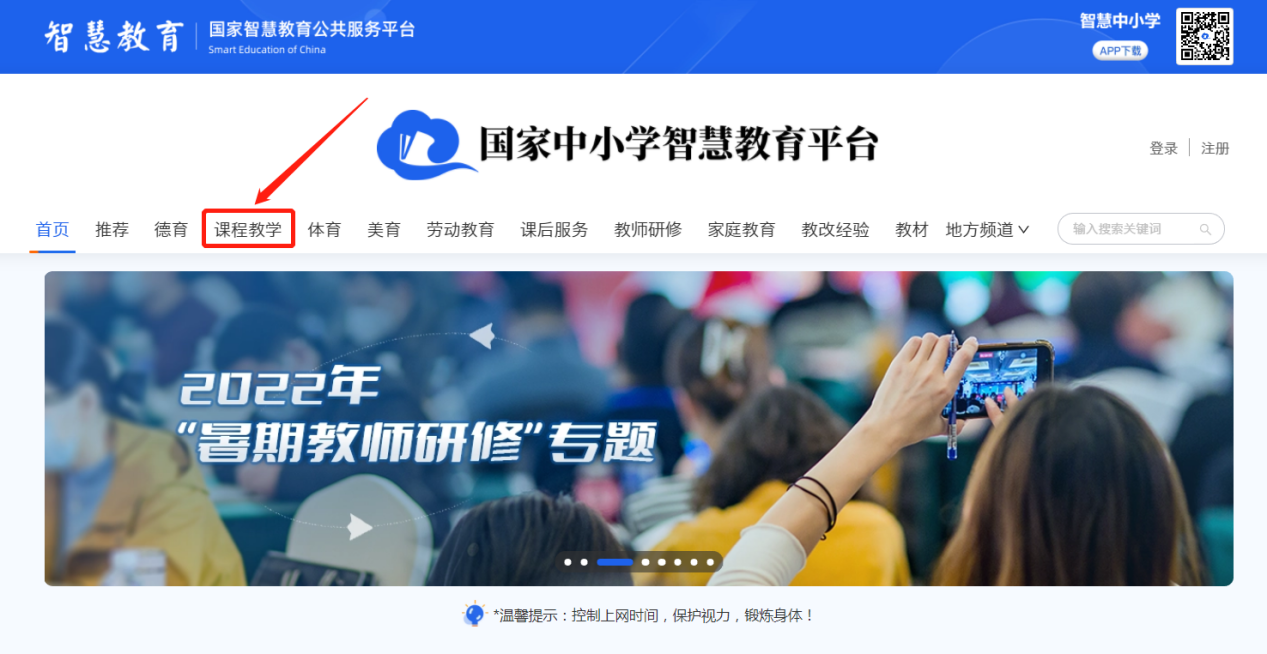 智慧教育
国家智慧教育公共服务平台
Smart Education of China
智慧中小学
APP下载
国家中小学智慧教育平台
登录 | 注册
首页 推荐 德育 课程教学 体育 美育 劳动教育 课后服务 教师研修 家庭教育 教改经验 教材 地方频道 输入搜索关键词
2022年
“暑期教师研修”专题
*温馨提示：控制上网时间，保护视力，锻炼身体！